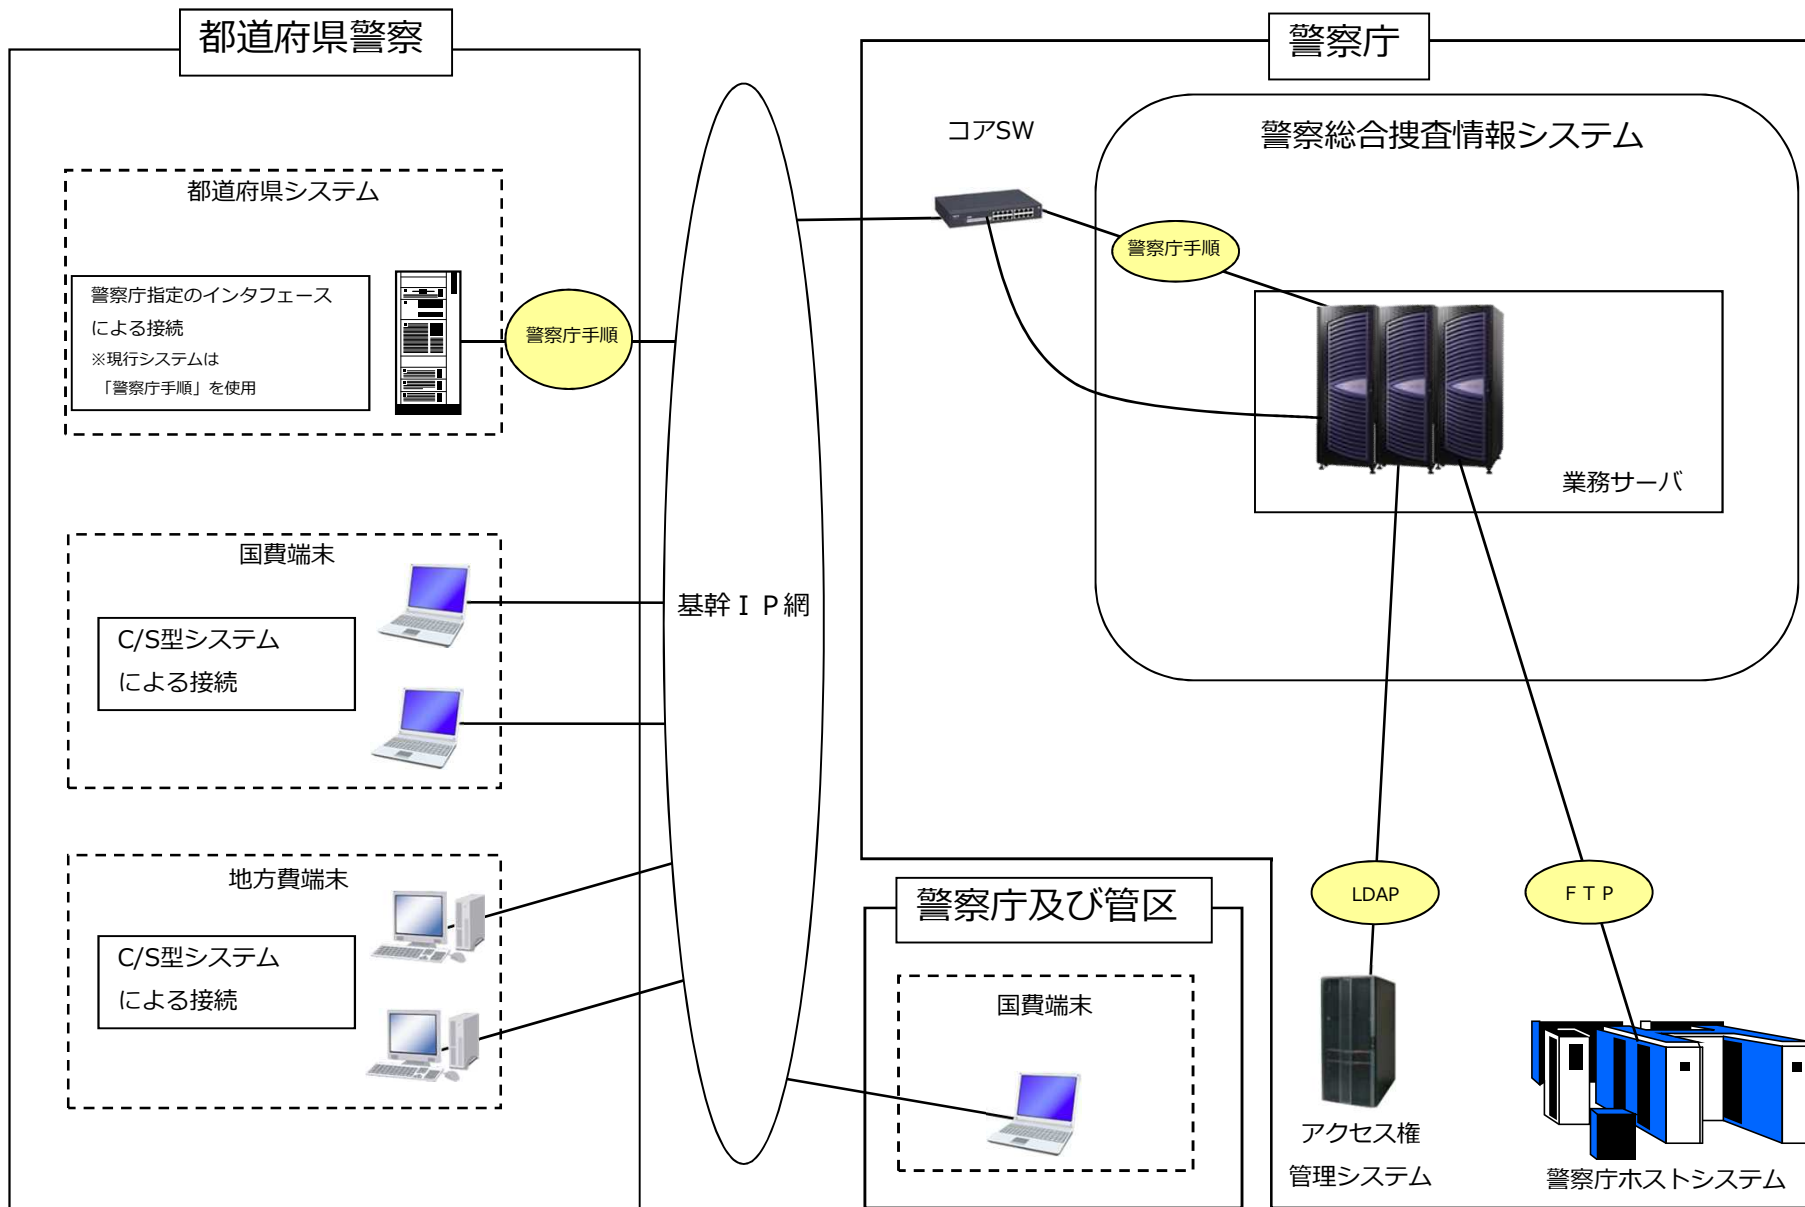 都道府県警察
都道府県システム
警察庁指定のインタフェース
による接続
※現行システムは
「警察庁手順」を使用
警察庁手順
国費端末
C/S型システム
による接続
地方費端末
C/S型システム
による接続
基幹ＩＰ網
警察庁
コアSW
警察総合捜査情報システム
警察庁手順
業務サーバ
LDAP
ＦＴＰ
警察庁及び管区
国費端末
アクセス権
管理システム
警察庁ホストシステム